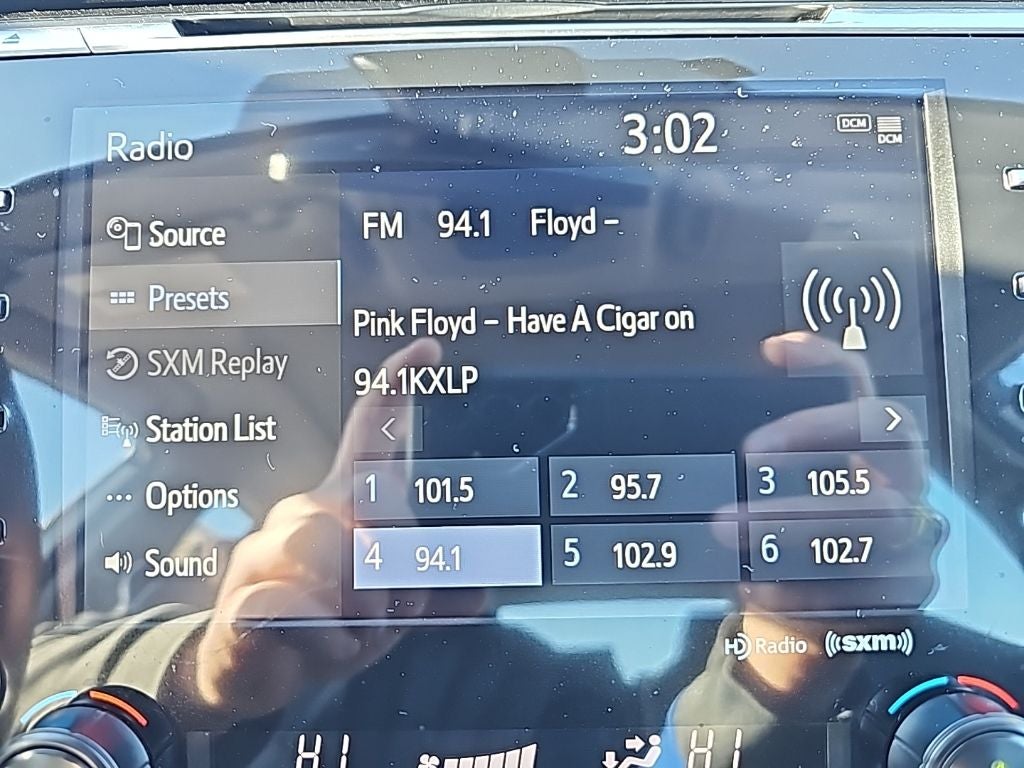 Radio
3:02
DCM
DCM
Source
Presets
SXM Replay
Station List
Options
Sound
FM 94.1 Floyd -
Pink Floyd - Have A Cigar on
94.1KXLP
<
>
1 101.5
2 95.7
3 105.5
4 94.1
5 102.9
6 102.7
HD Radio
((sxm))
HI
HI